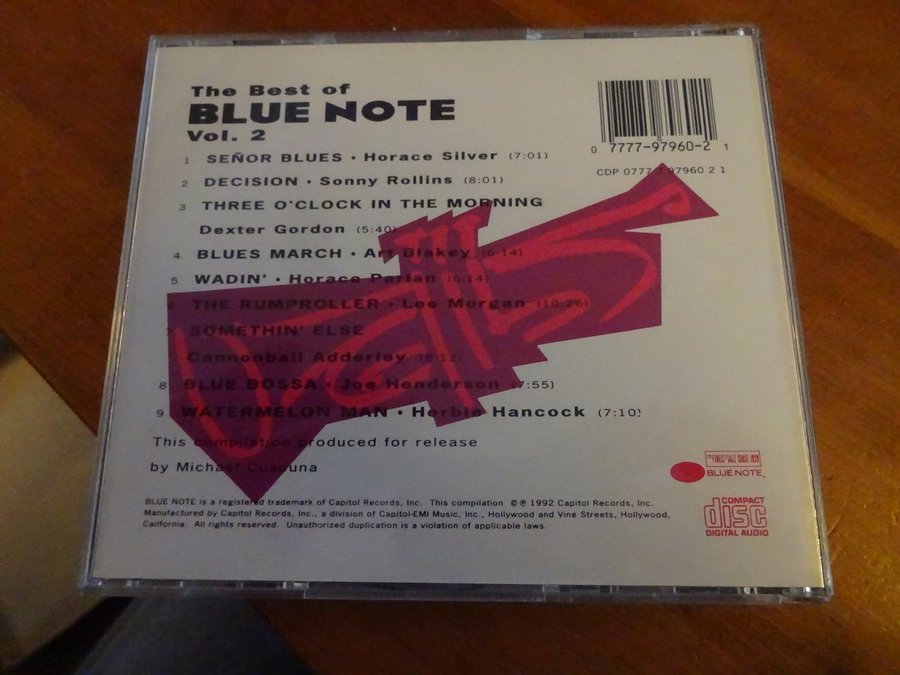 The Best of
BLUE NOTE
Vol. 2
1 SEÑOR BLUES • Horace Silver (7:01)
2 DECISION • Sonny Rollins (8:01)
3 THREE O'CLOCK IN THE MORNING
Dexter Gordon (5:40)
4 BLUES MARCH • Art Blakey (6:14)
5 WADIN' • Horace Parlan (6:14)
THE RUMPROLLER • Lee Morgan (10:26)
SOMETHIN' ELSE
Cannonball Adderley (8:12)
8 BLUE BOSSA • Joe Henderson (7:55)
9 WATERMELON MAN • Herbie Hancock (7:10)
This compilation produced for release
by Michael Cuscuna
BLUE NOTE is a registered trademark of Capitol Records, Inc. This compilation © ℗ 1992 Capitol Records, Inc.
Manufactured by Capitol Records, Inc., a division of Capitol-EMI Music, Inc., Hollywood and Vine Streets, Hollywood,
California. All rights reserved. Unauthorized duplication is a violation of applicable laws.
0 7777-97960-2 1
CDP 0777 7 97960 2 1
BLUE NOTE
COMPACT
disc
DIGITAL AUDIO